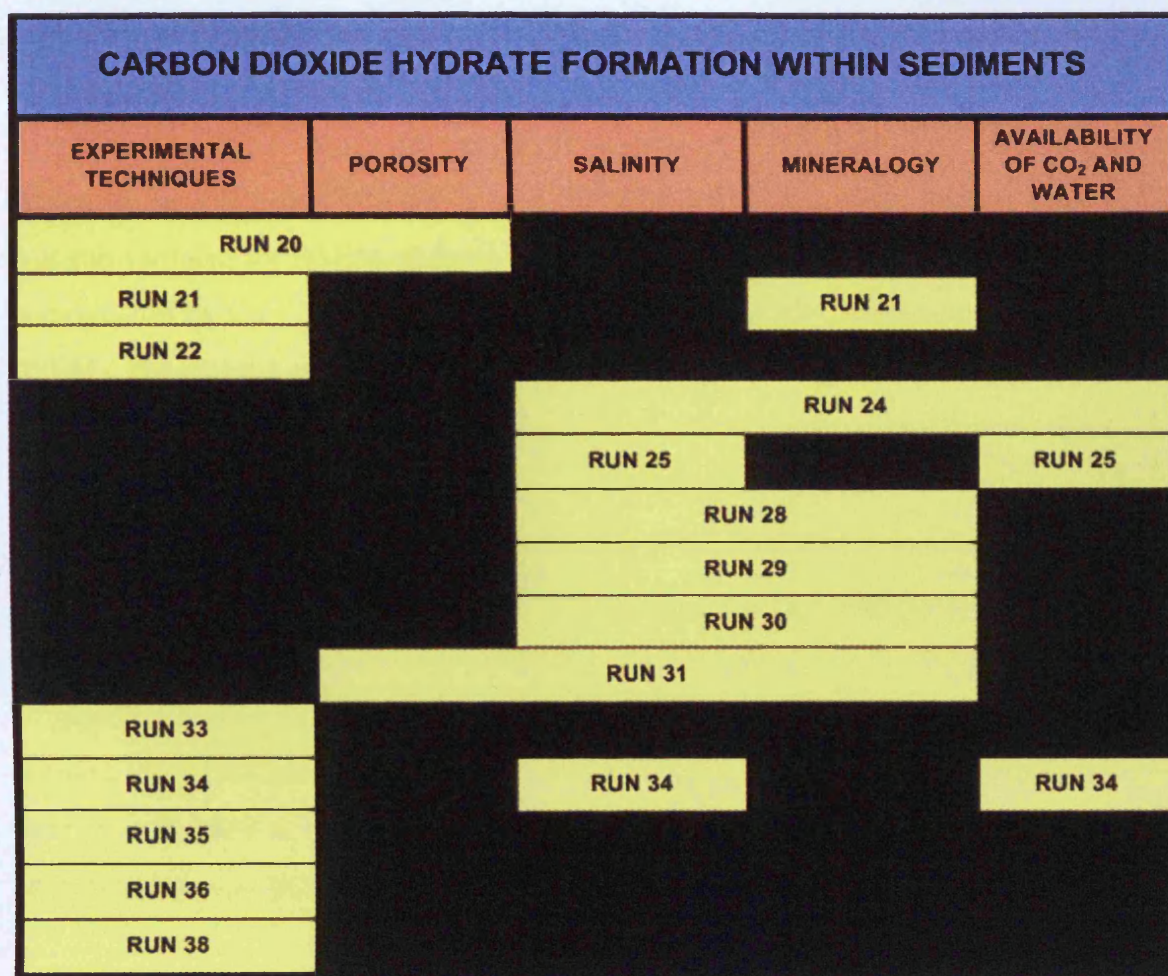 CARBON DIOXIDE HYDRATE FORMATION WITHIN SEDIMENTS
EXPERIMENTAL
TECHNIQUES
POROSITY
SALINITY
MINERALOGY
AVAILABILITY
OF CO₂ AND
WATER
RUN 20
RUN 21
RUN 21
RUN 22
RUN 24
RUN 25
RUN 25
RUN 28
RUN 29
RUN 30
RUN 31
RUN 33
RUN 34
RUN 34
RUN 34
RUN 35
RUN 36
RUN 38